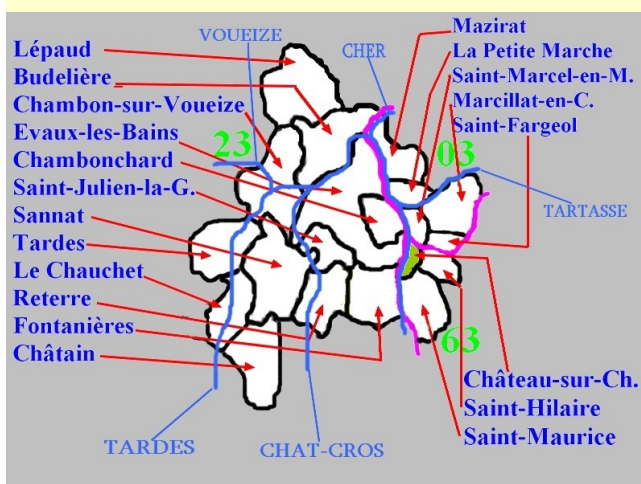 Lépaud
Budelière
Chambon-sur-Voueize
Evaux-les-Bains
Chambonchard
Saint-Julien-la-G.
Sannat
Tardes
Le Chauchet
Reterre
Fontanières
Châtain
VOUEIZE
CHER
23
03
63
TARDES
CHAT-CROS
TARTASSE
Mazirat
La Petite Marche
Saint-Marcel-en-M.
Marcillat-en-C.
Saint-Fargeol
Château-sur-Ch.
Saint-Hilaire
Saint-Maurice